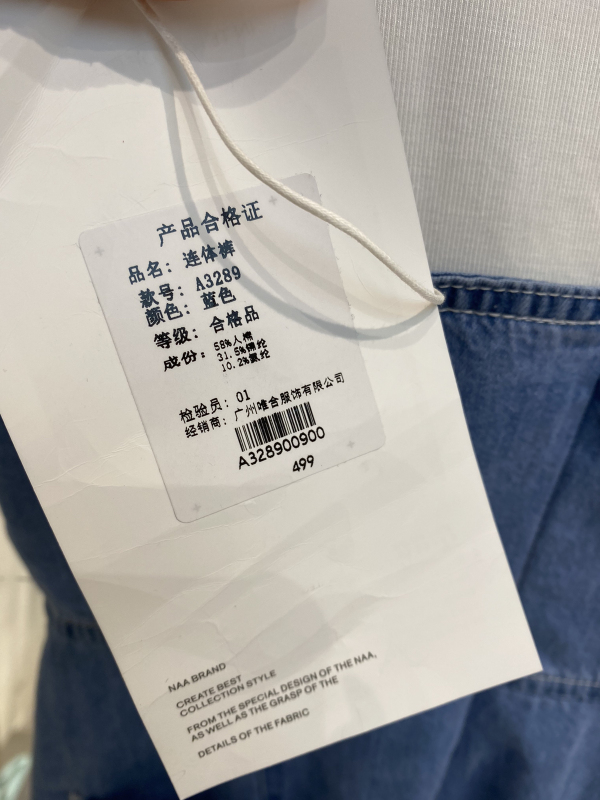 产品合格证
品名：连体裤
款号：A3289
颜色：蓝色
等级：合格品
成份：58%人棉
31.5%锦纶
10.2%氨纶
检验员：01
经销商：广州唯含服饰有限公司
A328900900
499
NAA BRAND
CREATE BEST
COLLECTION STYLE
FROM THE SPECIAL DESIGN OF THE NAA,
AS WELL AS THE GRASP OF THE
DETAILS OF THE FABRIC